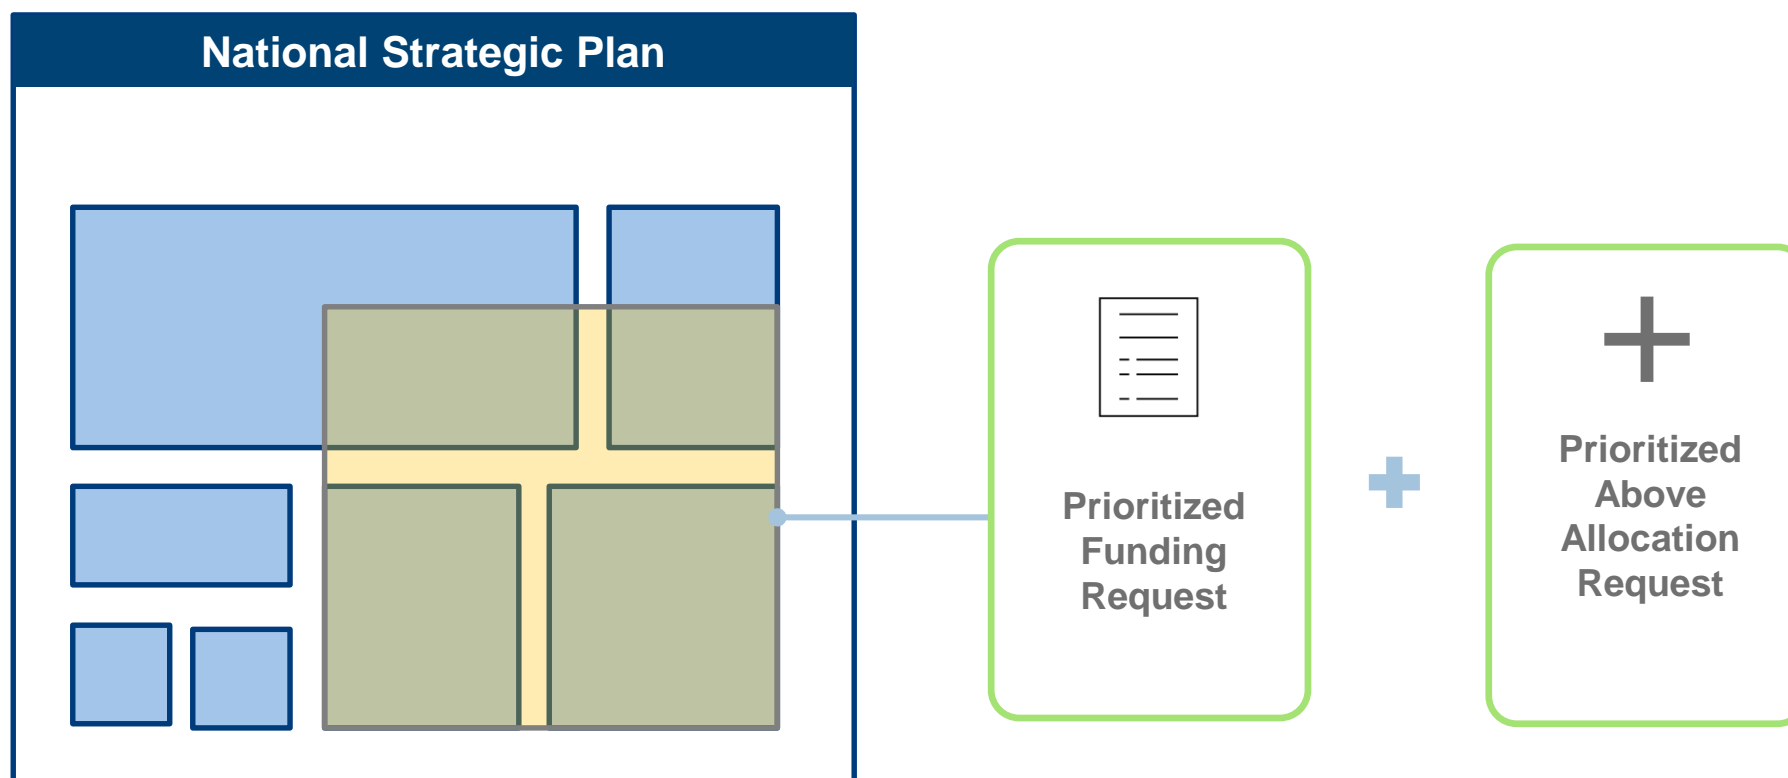 National Strategic Plan
Prioritized
Funding
Request
Prioritized
Above
Allocation
Request